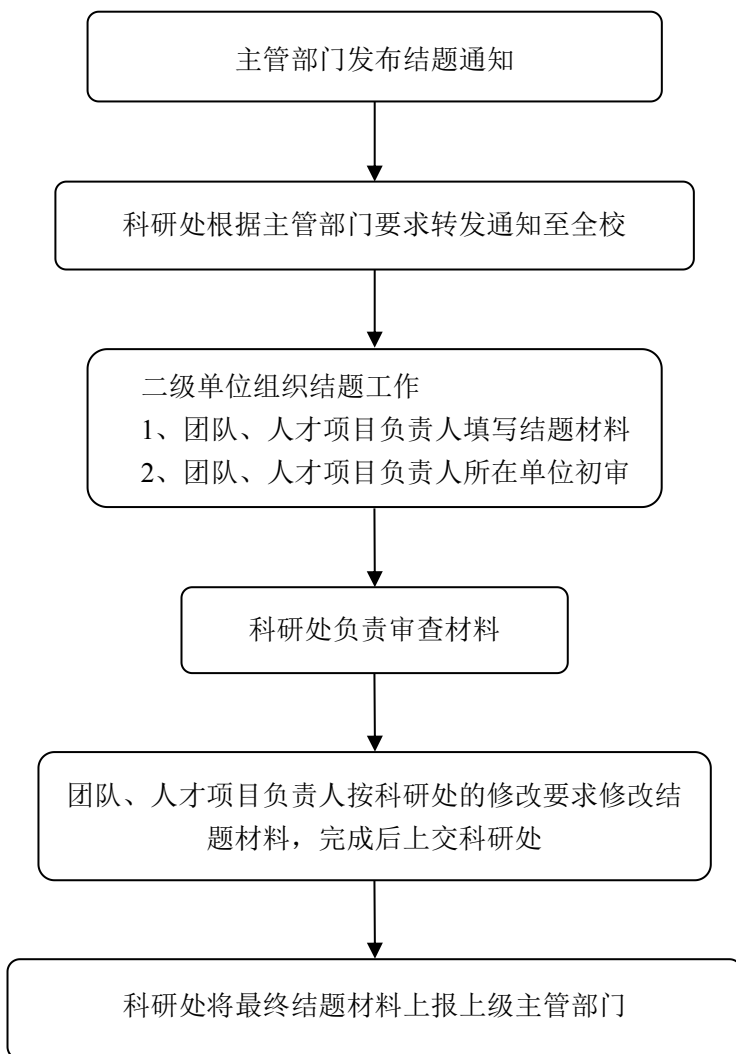 主管部门发布结题通知
科研处根据主管部门要求转发通知至全校
二级单位组织结题工作
1、团队、人才项目负责人填写结题材料
2、团队、人才项目负责人所在单位初审
科研处负责审查材料
团队、人才项目负责人按科研处的修改要求修改结
题材料，完成后上交科研处
科研处将最终结题材料上报上级主管部门